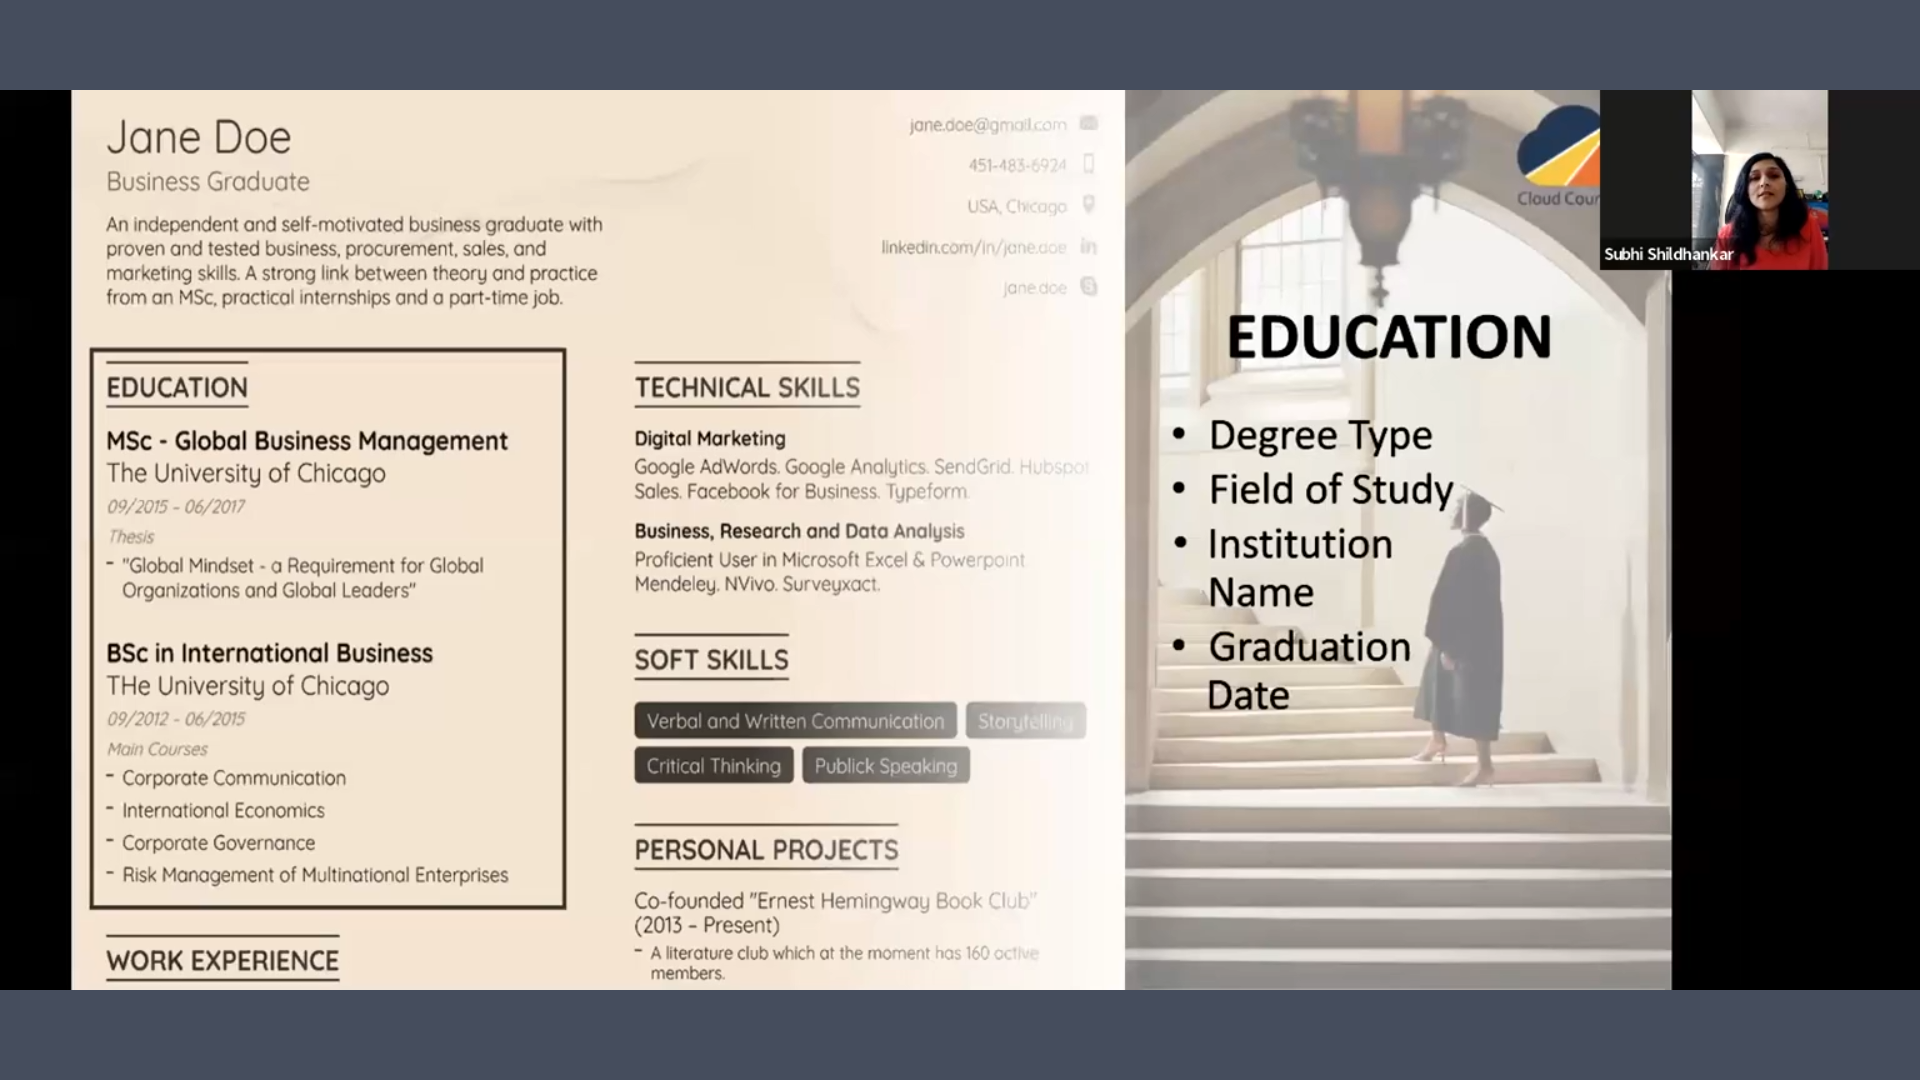 Jane Doe
Business Graduate
An independent and self-motivated business graduate with
proven and tested business, procurement, sales, and
marketing skills. A strong link between theory and practice
from an MSc, practical internships and a part-time job.
jane.doe@gmail.com
451-483-6924
USA, Chicago
linkedin.com/in/jane.doe
in
jane.doe
EDUCATION
MSc - Global Business Management
The University of Chicago
09/2015 - 06/2017
Thesis
- "Global Mindset - a Requirement for Global
Organizations and Global Leaders"
BSc in International Business
THe University of Chicago
09/2012 - 06/2015
Main Courses
- Corporate Communication
- International Economics
- Corporate Governance
- Risk Management of Multinational Enterprises
WORK EXPERIENCE
TECHNICAL SKILLS
Digital Marketing
Google AdWords. Google Analytics. SendGrid. Hubspot
Sales. Facebook for Business. Typeform.
Business, Research and Data Analysis
Proficient User in Microsoft Excel & Powerpoint
Mendeley. NVivo. Surveyxact.
SOFT SKILLS
Verbal and Written Communication Storytelling
Critical Thinking Publick Speaking
PERSONAL PROJECTS
Co-founded "Ernest Hemingway Book Club"
(2013 – Present)
- A literature club which at the moment has 160 active
members.
Cloud Coun
EDUCATION
• Degree Type
• Field of Study
• Institution
Name
• Graduation
Date
Subhi Shildhankar